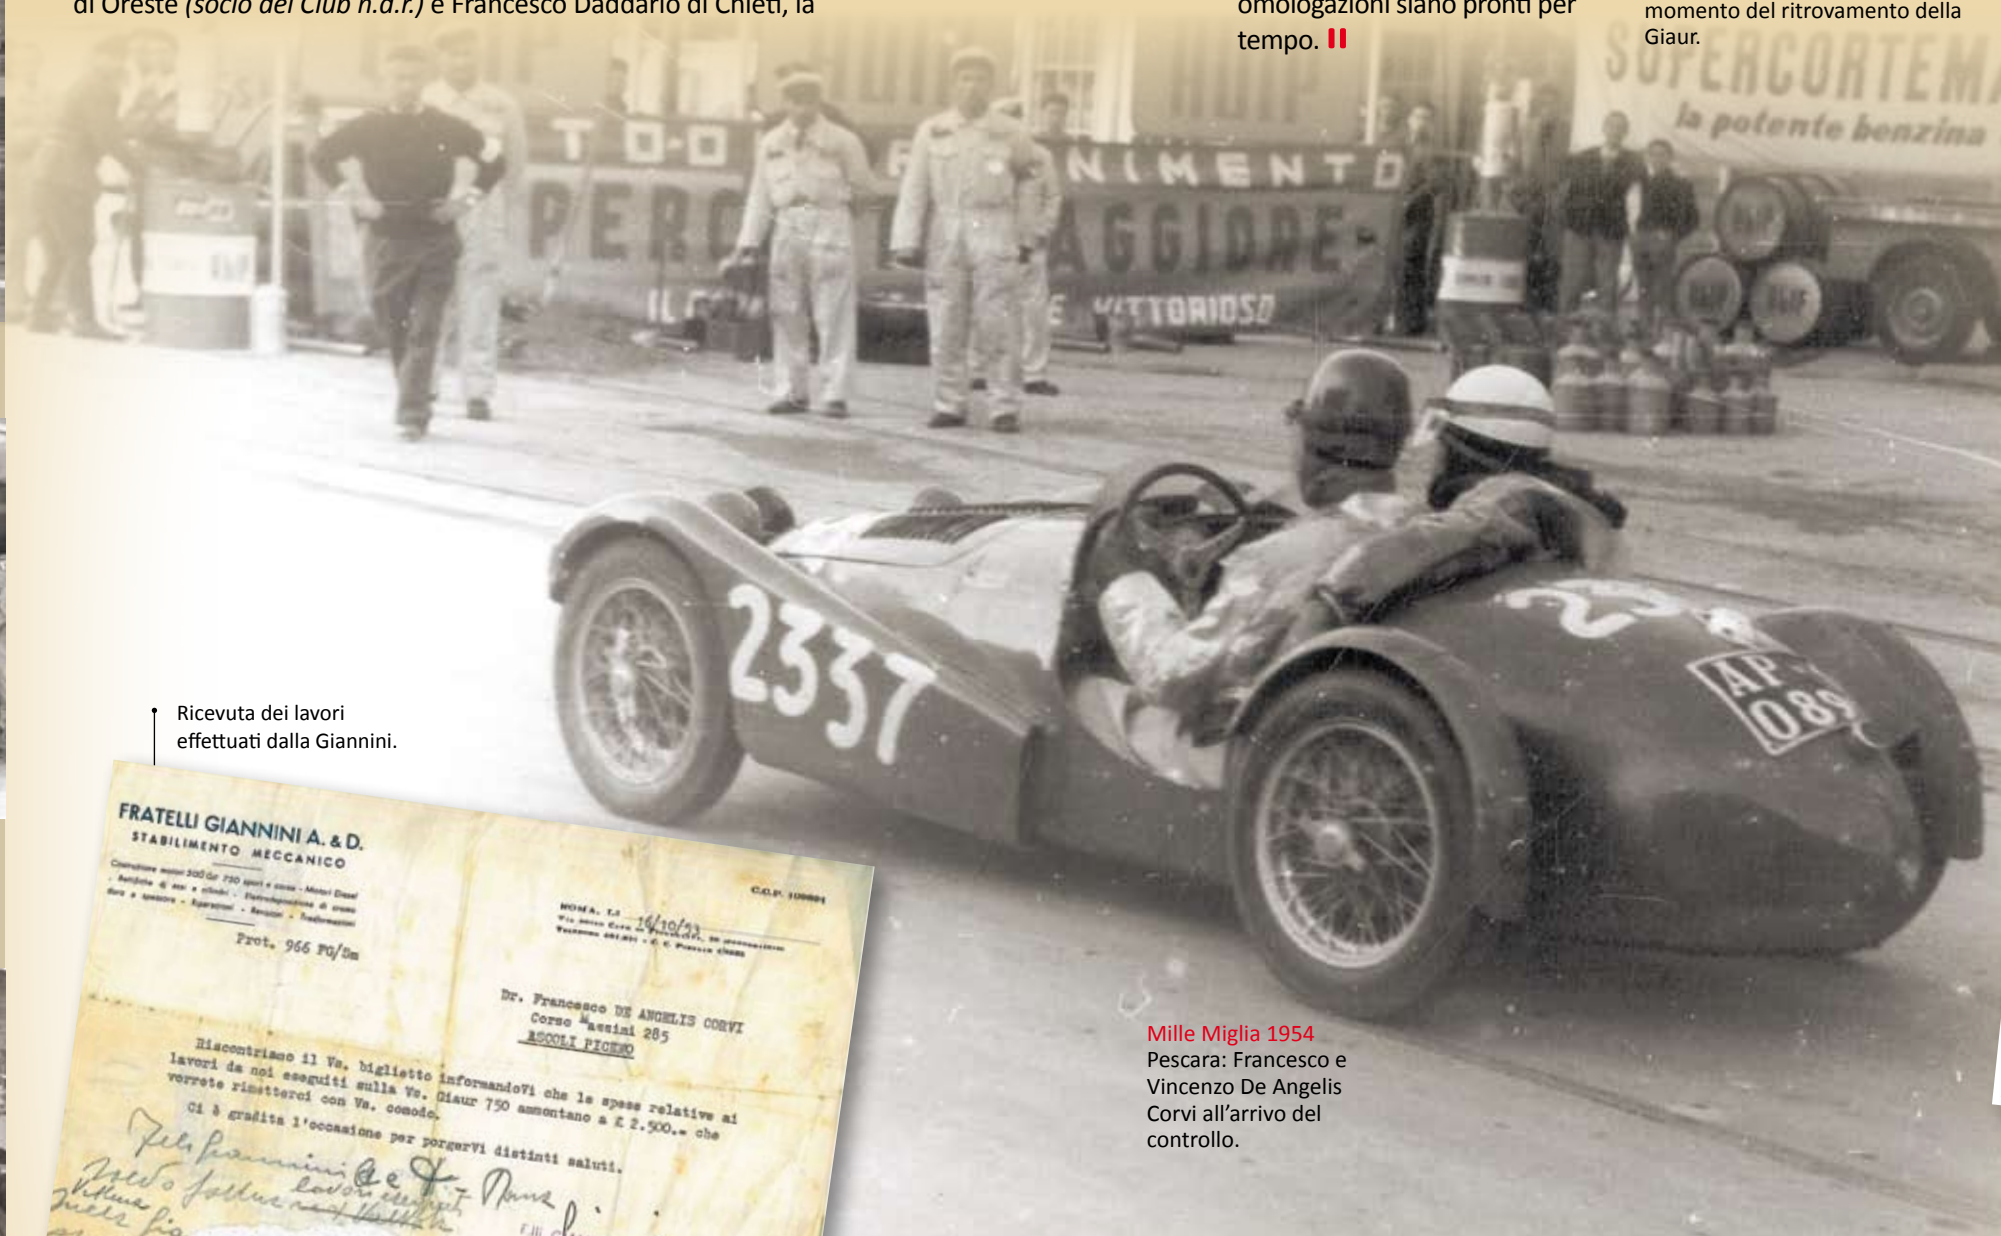 di Oreste (socio del Club n.d.r.) e Francesco Daddario di Chieti, la
omologazioni siano pronti per
tempo.
momento del ritrovamento della
Giaur.
SUPERCORTEMA
la potente benzina
NIMENTO
PERC
AGGIORE
IL
E VITTORIOSO
2337
AP
089
Ricevuta dei lavori
effettuati dalla Giannini.
FRATELLI GIANNINI A. & D.
STABILIMENTO MECCANICO
Prot. 966 FG/Sm
C.C.P.
ROMA, LI 16/10/53
Dr. Francesco DE ANGELIS CORVI
Corso Massini 285
ASCOLI PICENO
Riscontriamo il Vs. biglietto informandoVi che le spese relative ai
lavori da noi eseguiti sulla Vs. Giaur 750 ammontano a £ 2.500.= che
vorrete rimetterci con Vs. comodo.
Ci è gradita l'occasione per porgerVi distinti saluti.
Mille Miglia 1954
Pescara: Francesco e
Vincenzo De Angelis
Corvi all'arrivo del
controllo.